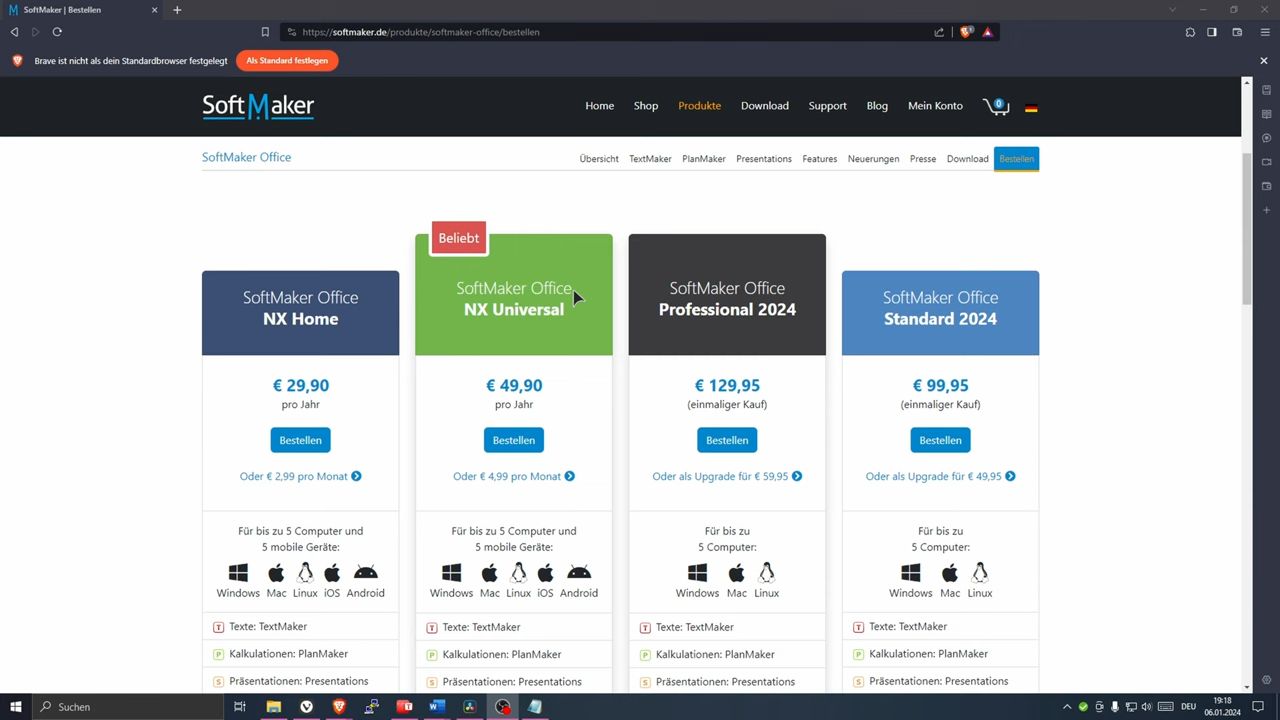 SoftMaker | Bestellen
https://softmaker.de/produkte/softmaker-office/bestellen
Brave ist nicht als dein Standardbrowser festgelegt
Als Standard festlegen
SoftMaker
Home
Shop
Produkte
Download
Support
Blog
Mein Konto
0
SoftMaker Office
Übersicht
TextMaker
PlanMaker
Presentations
Features
Neuerungen
Presse
Download
Bestellen
Beliebt
SoftMaker Office
NX Home
€ 29,90
pro Jahr
Bestellen
Oder € 2,99 pro Monat
Für bis zu 5 Computer und
5 mobile Geräte:
Windows Mac Linux iOS Android
T Texte: TextMaker
P Kalkulationen: PlanMaker
S Präsentationen: Presentations
SoftMaker Office
NX Universal
€ 49,90
pro Jahr
Bestellen
Oder € 4,99 pro Monat
Für bis zu 5 Computer und
5 mobile Geräte:
Windows Mac Linux iOS Android
T Texte: TextMaker
P Kalkulationen: PlanMaker
S Präsentationen: Presentations
SoftMaker Office
Professional 2024
€ 129,95
(einmaliger Kauf)
Bestellen
Oder als Upgrade für € 59,95
Für bis zu
5 Computer:
Windows Mac Linux
T Texte: TextMaker
P Kalkulationen: PlanMaker
S Präsentationen: Presentations
SoftMaker Office
Standard 2024
€ 99,95
(einmaliger Kauf)
Bestellen
Oder als Upgrade für € 49,95
Für bis zu
5 Computer:
Windows Mac Linux
T Texte: TextMaker
P Kalkulationen: PlanMaker
S Präsentationen: Presentations
Suchen
19:18
06.01.2024